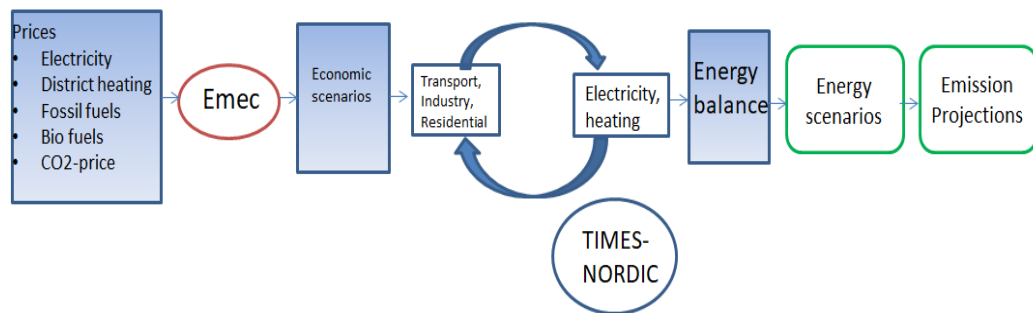 Prices
• Electricity
• District heating
• Fossil fuels
• Bio fuels
• CO2-price
Emec
Economic
scenarios
Transport,
Industry,
Residential
Electricity,
heating
TIMES-
NORDIC
Energy
balance
Energy
scenarios
Emission
Projections